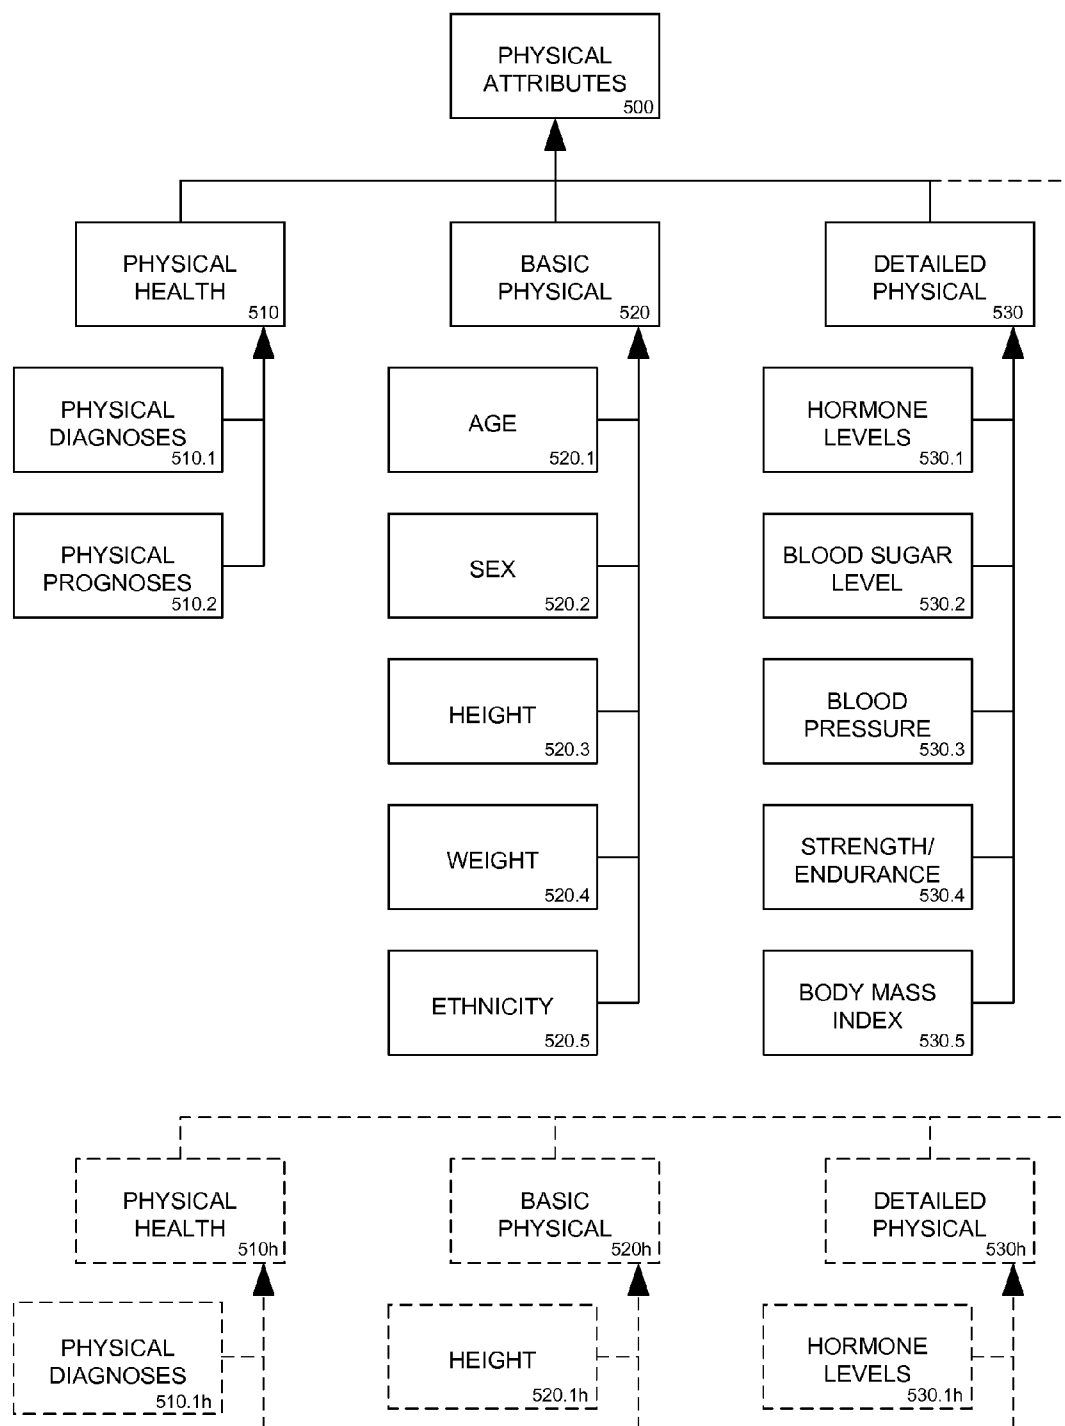 PHYSICAL
ATTRIBUTES
500
PHYSICAL
HEALTH
510
BASIC
PHYSICAL
520
DETAILED
PHYSICAL
530
PHYSICAL
DIAGNOSES
510.1
AGE
520.1
HORMONE
LEVELS
530.1
PHYSICAL
PROGNOSES
510.2
SEX
520.2
BLOOD SUGAR
LEVEL
530.2
HEIGHT
520.3
BLOOD
PRESSURE
530.3
WEIGHT
520.4
STRENGTH/
ENDURANCE
530.4
ETHNICITY
520.5
BODY MASS
INDEX
530.5
PHYSICAL
HEALTH
510h
BASIC
PHYSICAL
520h
DETAILED
PHYSICAL
530h
PHYSICAL
DIAGNOSES
510.1h
HEIGHT
520.1h
HORMONE
LEVELS
530.1h